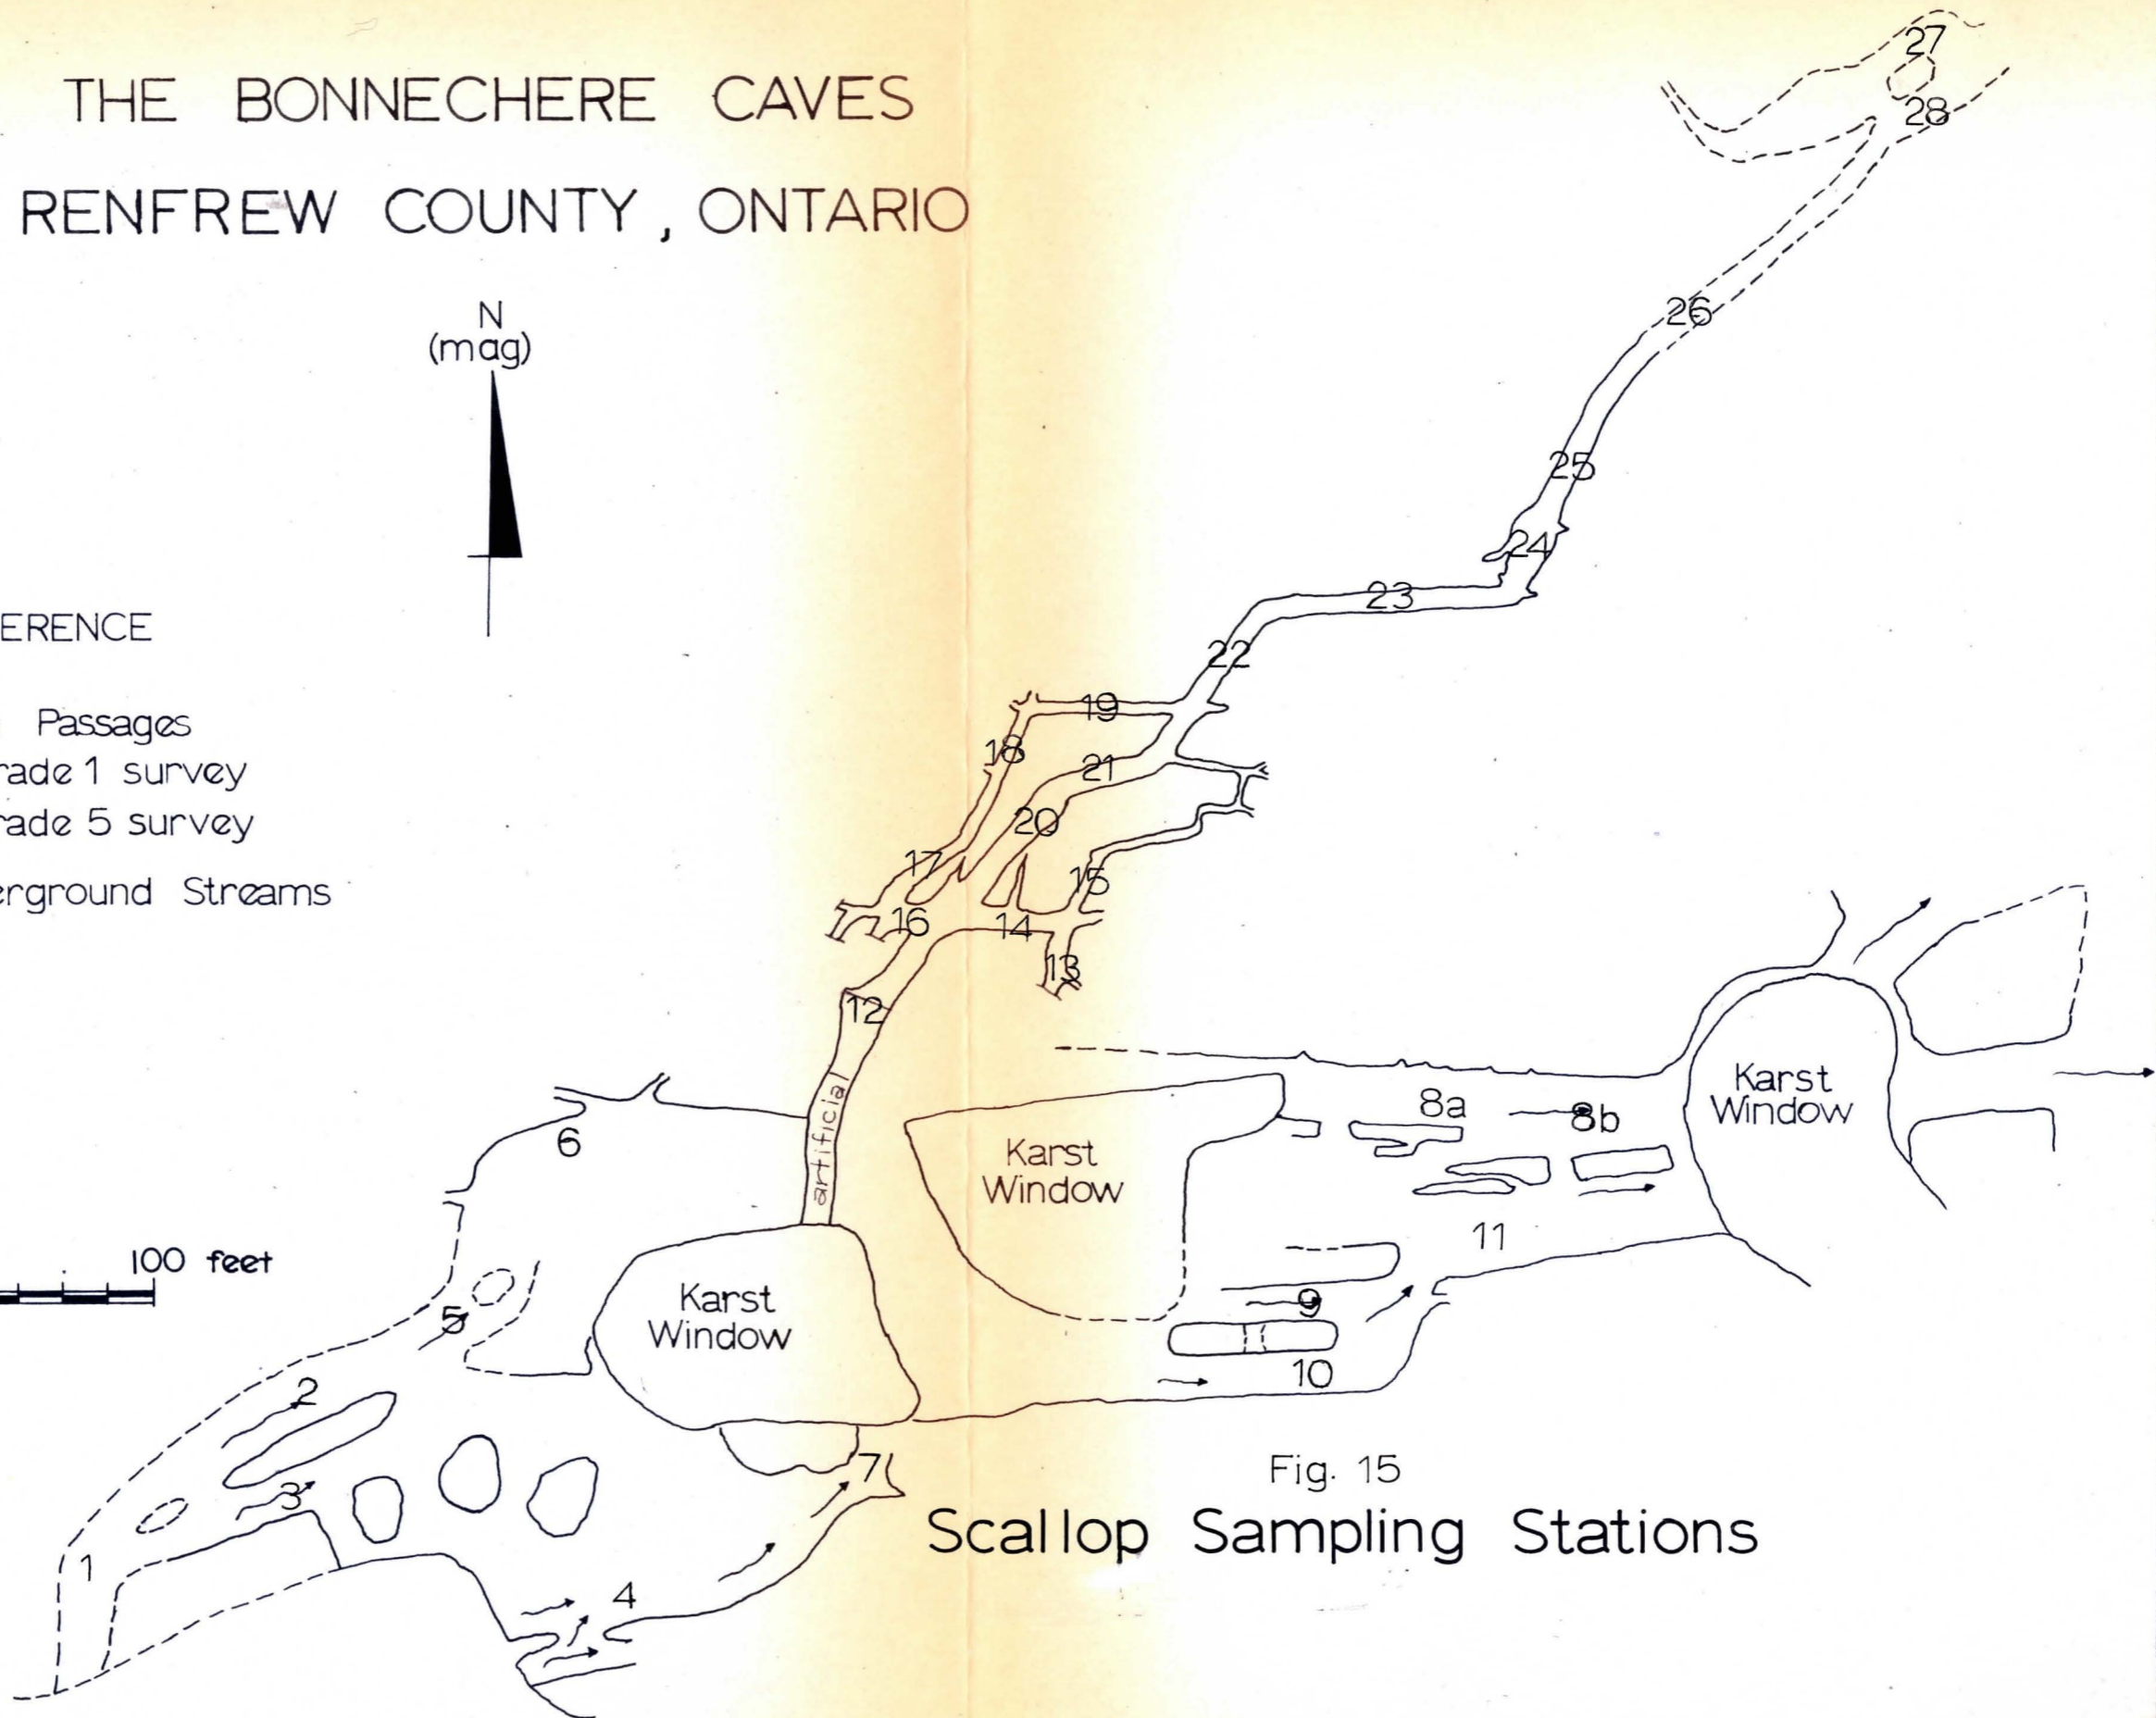 THE BONNECHERE CAVES
RENFREW COUNTY, ONTARIO
N
(mag)
ERENCE
Passages
rade 1 survey
rade 5 survey
erground Streams
100 feet
27
28
26
25
24
23
22
19
18
21
20
17
15
16
14
13
12
artificial
6
Karst
Window
8a
8b
Karst
Window
11
5
Karst
Window
9
10
2
3
7
1
4
Fig. 15
Scallop Sampling Stations